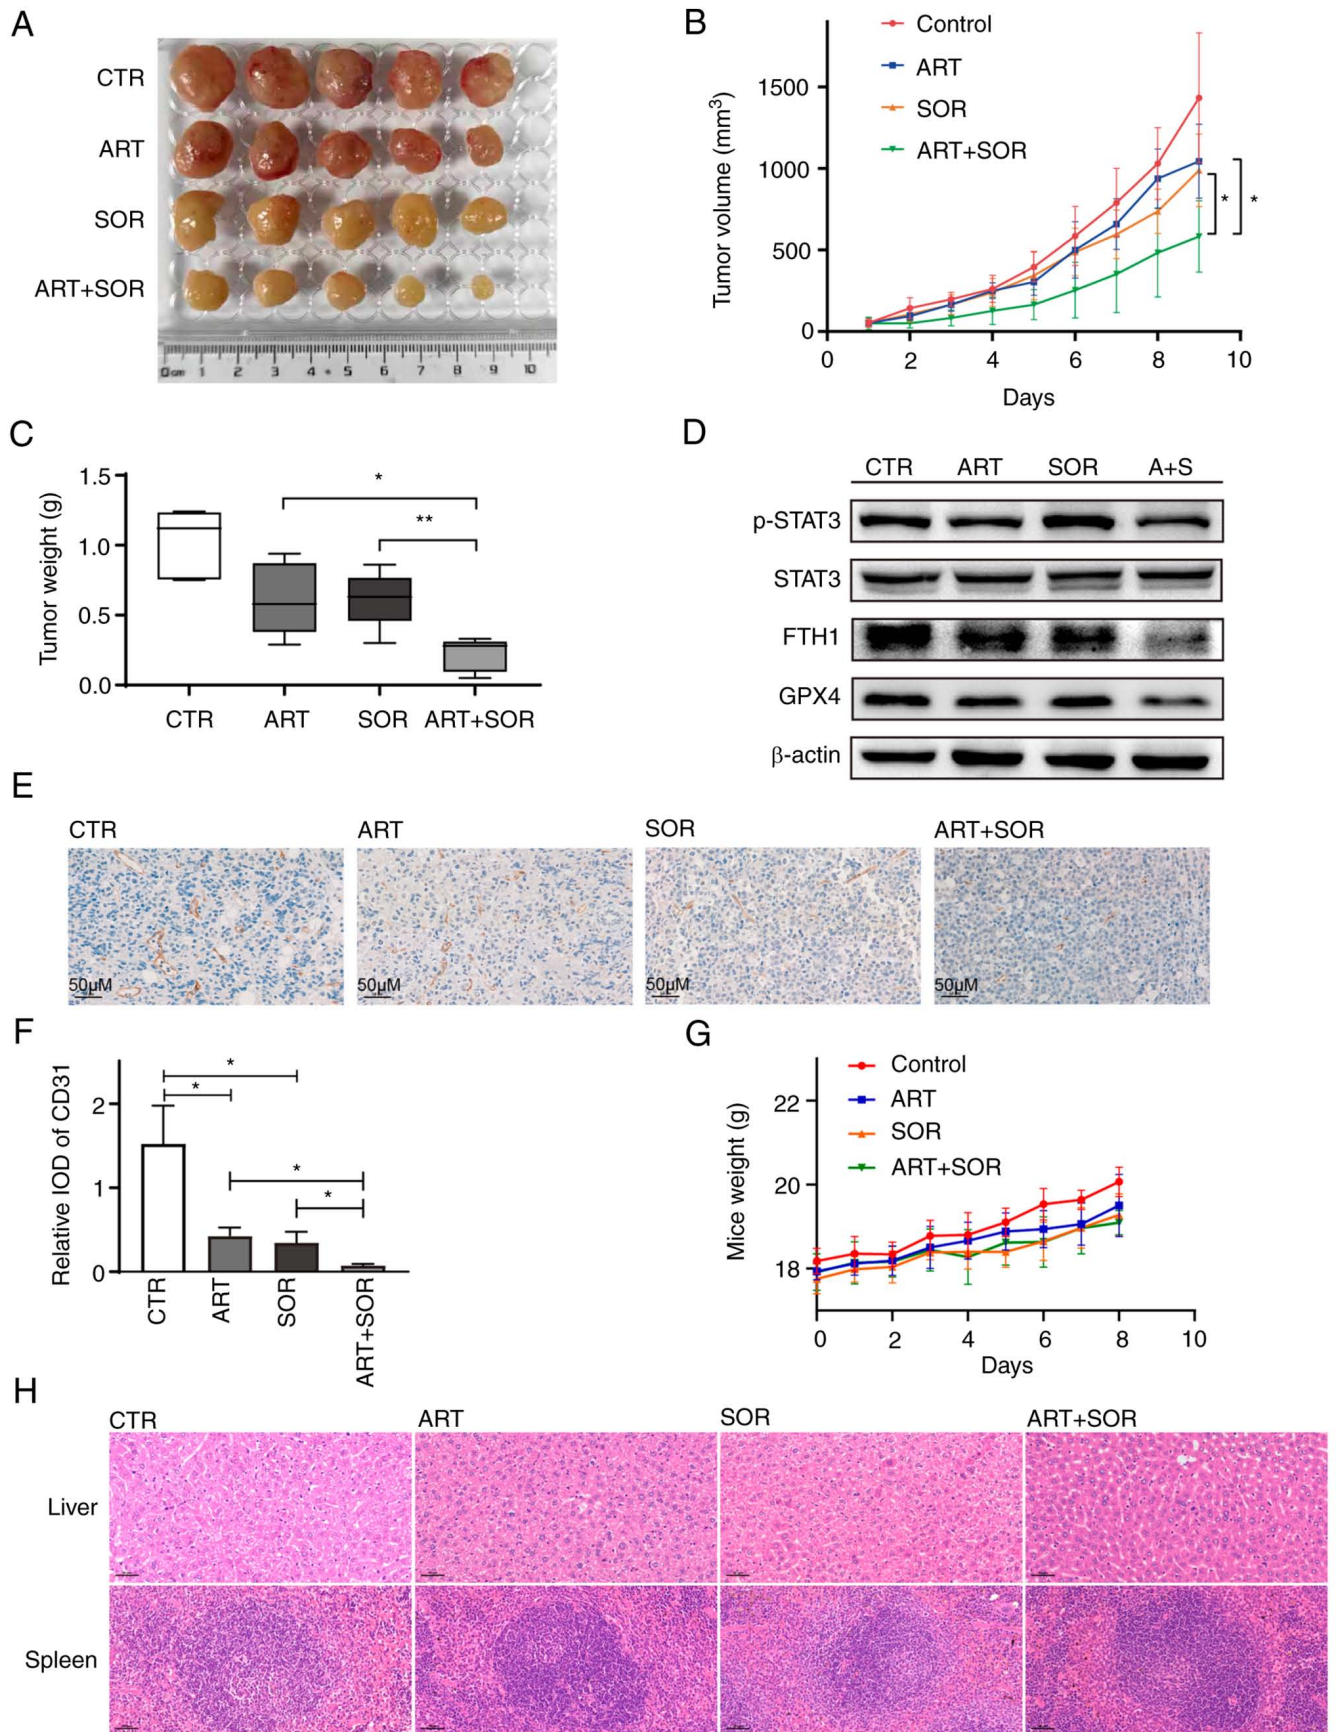 A
CTR
ART
SOR
ART+SOR
0 cm 1 2 3 4 5 6 7 8 9 10
B
Tumor volume (mm³)
1500
1000
500
0
0 2 4 6 8 10
Days
Control
ART
SOR
ART+SOR
*
*
C
Tumor weight (g)
1.5
1.0
0.5
0.0
*
**
CTR ART SOR ART+SOR
D
CTR ART SOR A+S
p-STAT3
STAT3
FTH1
GPX4
β-actin
E
CTR ART SOR ART+SOR
50µM 50µM 50µM 50µM
F
Relative IOD of CD31
2
1
0
*
*
*
*
CTR
ART
SOR
ART+SOR
G
Mice weight (g)
22
20
18
0 2 4 6 8 10
Days
Control
ART
SOR
ART+SOR
H
CTR ART SOR ART+SOR
Liver
Spleen